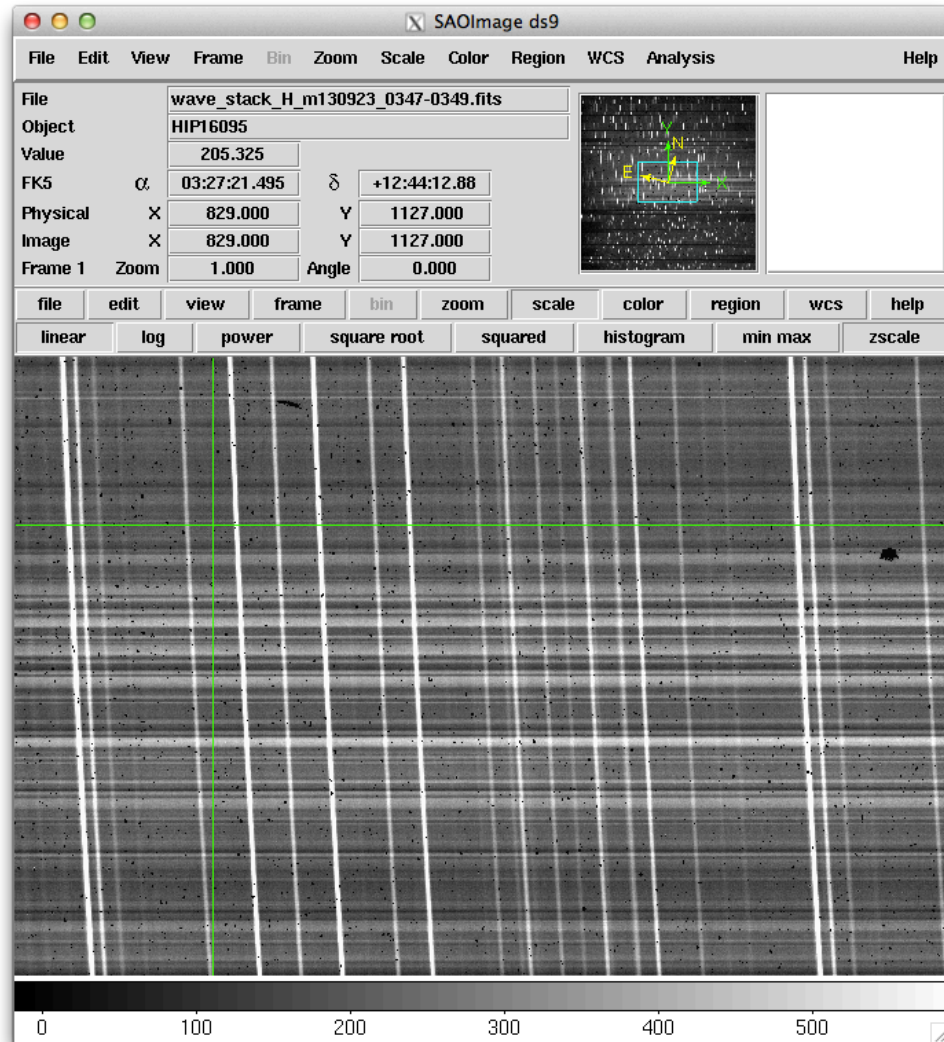 SAOImage ds9
File Edit View Frame Bin Zoom Scale Color Region WCS Analysis Help
File wave_stack_H_m130923_0347-0349.fits
Object HIP16095
Value 205.325
FK5 α 03:27:21.495 δ +12:44:12.88
Physical X 829.000 Y 1127.000
Image X 829.000 Y 1127.000
Frame 1 Zoom 1.000 Angle 0.000
Y
N
E
X
file edit view frame bin zoom scale color region wcs help
linear log power square root squared histogram min max zscale
0 100 200 300 400 500